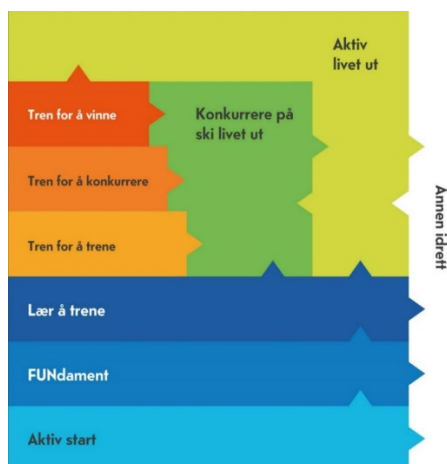 Aktiv
livet ut
Tren for å vinne
Konkurrere på
ski livet ut
Tren for å konkurrere
Tren for å trene
Annen idrett
Lær å trene
FUNdament
Aktiv start